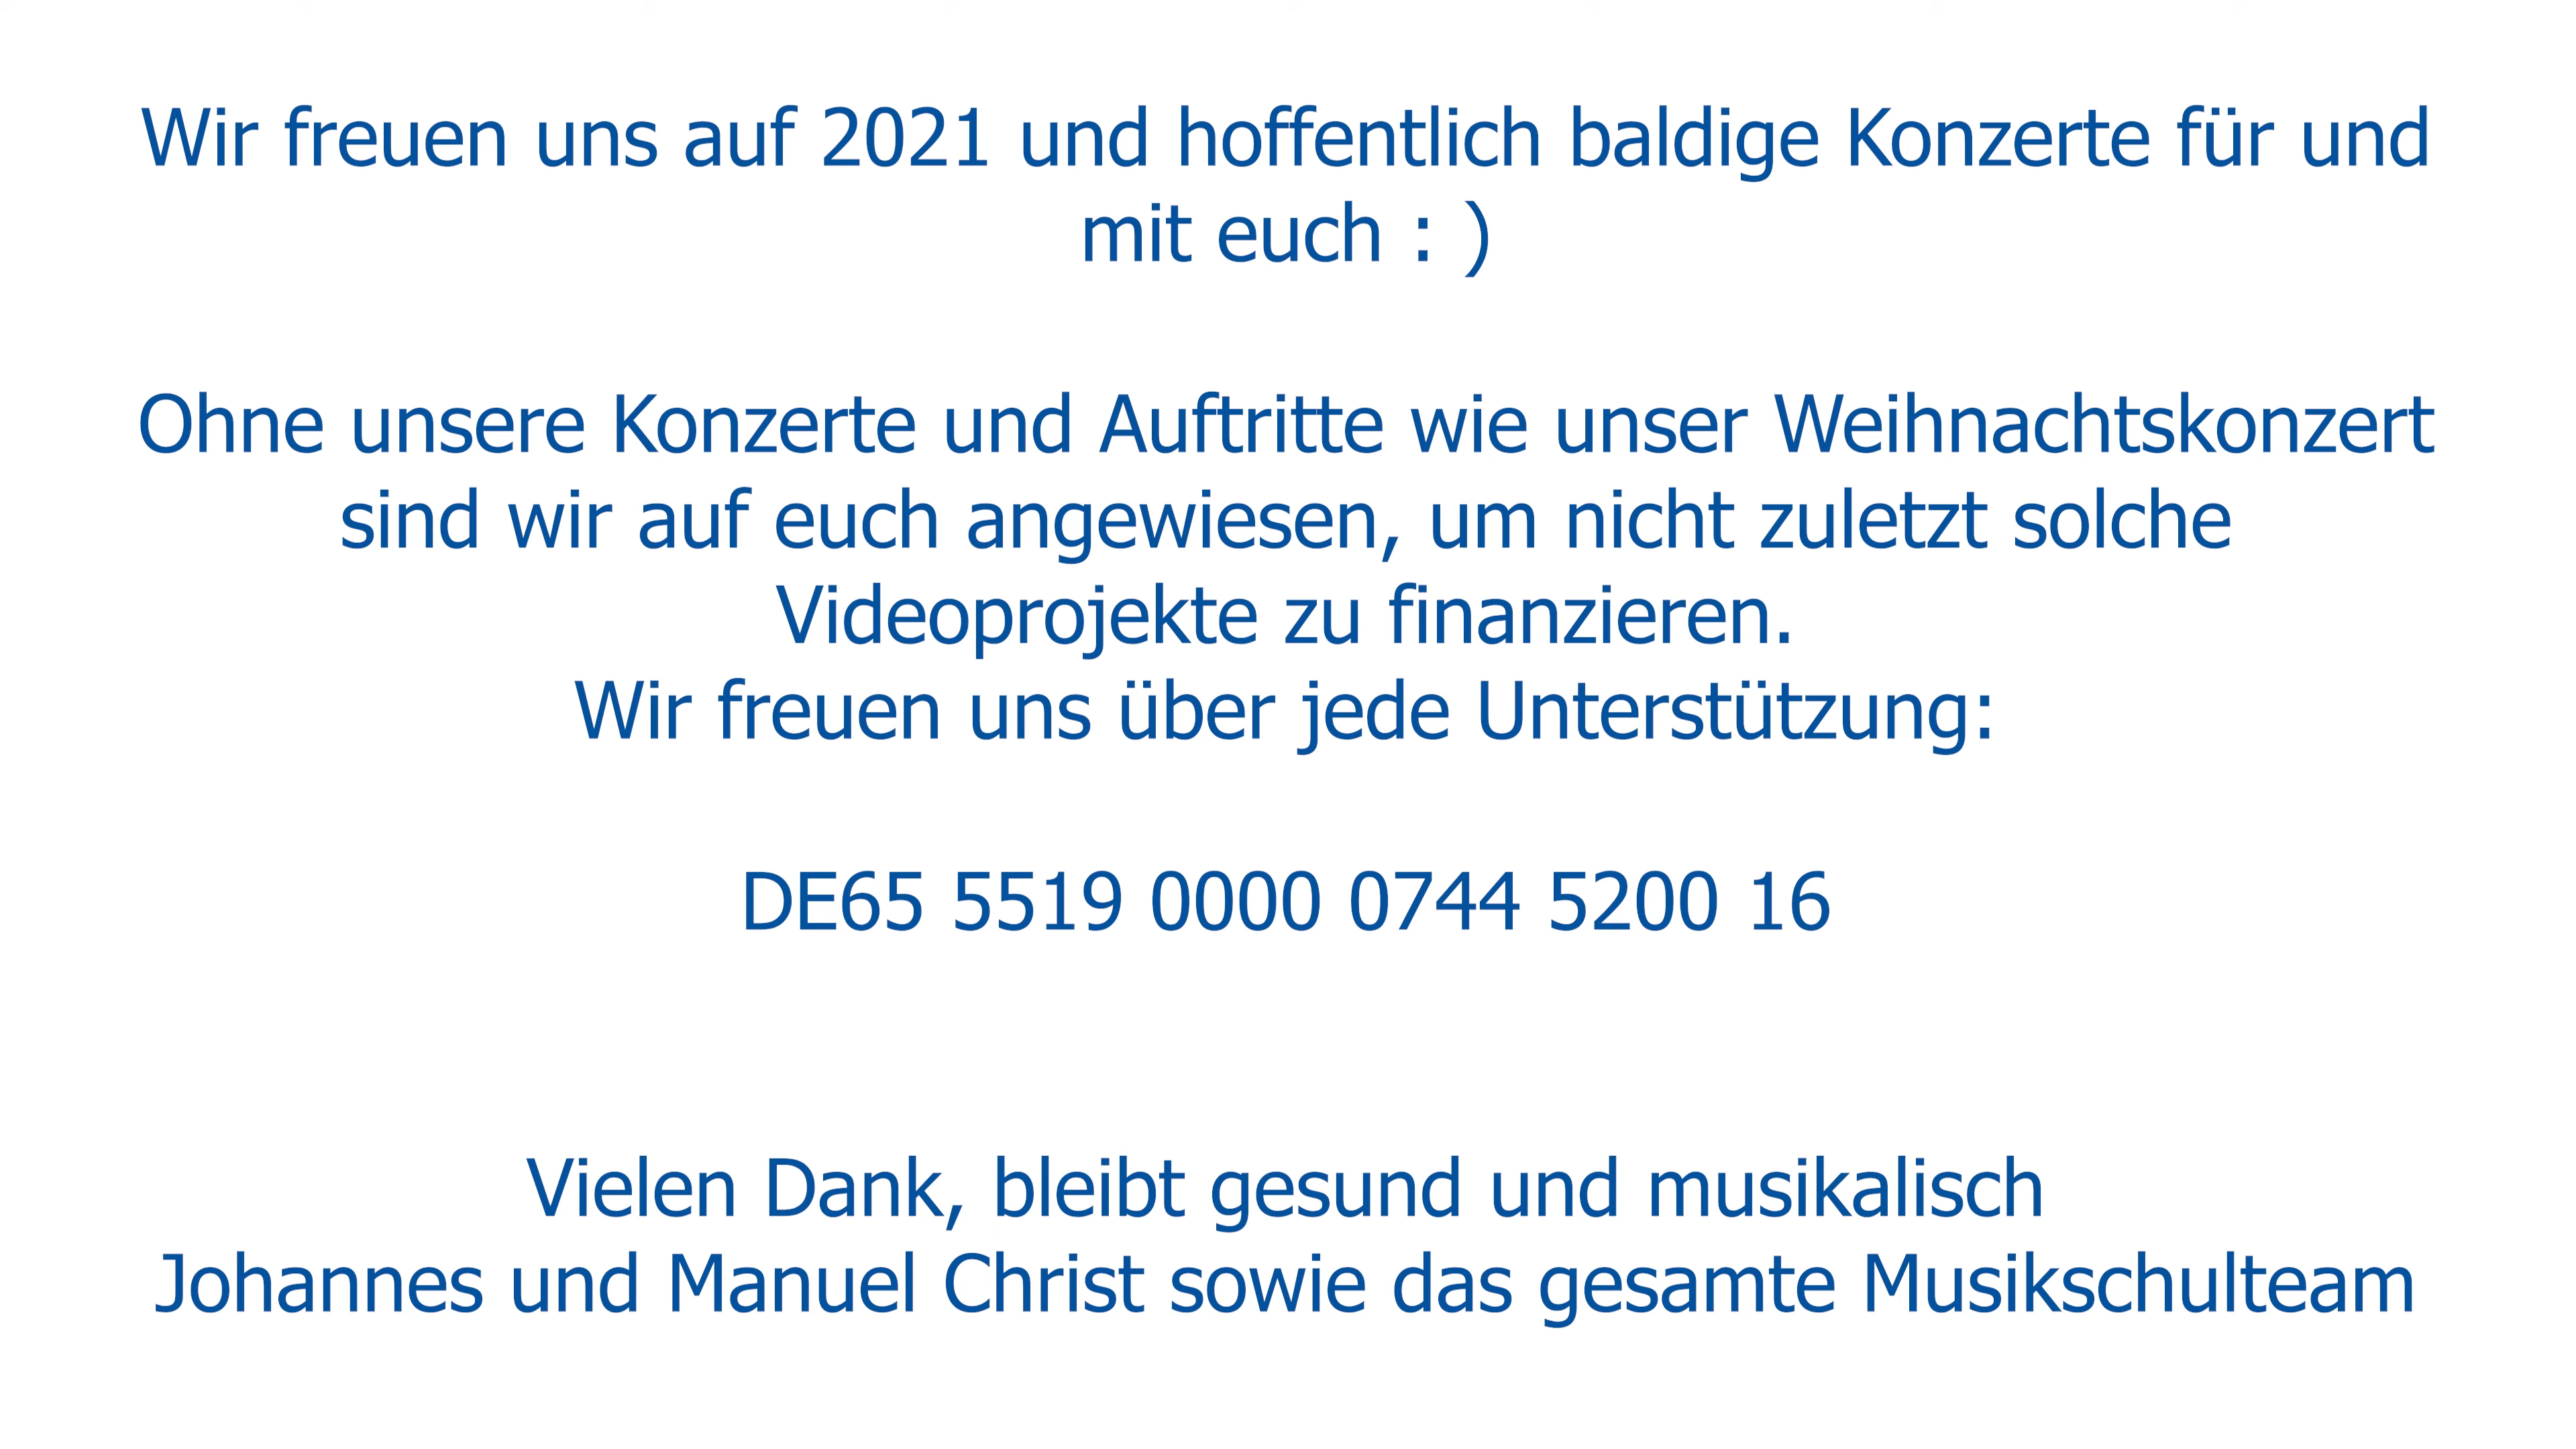 Wir freuen uns auf 2021 und hoffentlich baldige Konzerte für und
mit euch : )
Ohne unsere Konzerte und Auftritte wie unser Weihnachtskonzert
sind wir auf euch angewiesen, um nicht zuletzt solche
Videoprojekte zu finanzieren.
Wir freuen uns über jede Unterstützung:
DE65 5519 0000 0744 5200 16
Vielen Dank, bleibt gesund und musikalisch
Johannes und Manuel Christ sowie das gesamte Musikschulteam